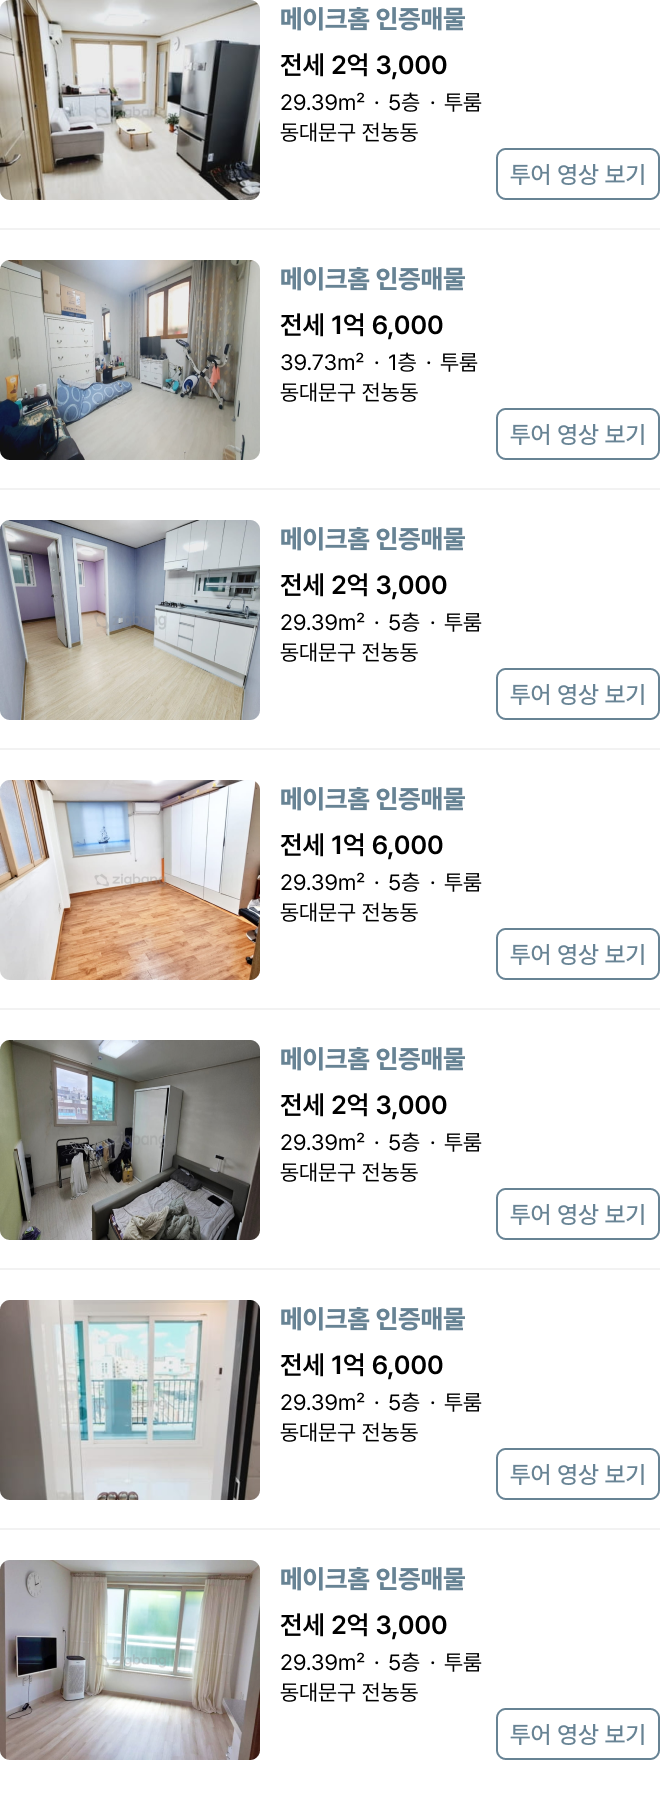 메이크홈 인증매물
전세 2억 3,000
29.39m² · 5층 · 투룸
동대문구 전농동
투어 영상 보기
메이크홈 인증매물
전세 1억 6,000
39.73m² · 1층 · 투룸
동대문구 전농동
투어 영상 보기
메이크홈 인증매물
전세 2억 3,000
29.39m² · 5층 · 투룸
동대문구 전농동
투어 영상 보기
zigbang
메이크홈 인증매물
전세 1억 6,000
29.39m² · 5층 · 투룸
동대문구 전농동
투어 영상 보기
메이크홈 인증매물
전세 2억 3,000
29.39m² · 5층 · 투룸
동대문구 전농동
투어 영상 보기
메이크홈 인증매물
전세 1억 6,000
29.39m² · 5층 · 투룸
동대문구 전농동
투어 영상 보기
zigbang
메이크홈 인증매물
전세 2억 3,000
29.39m² · 5층 · 투룸
동대문구 전농동
투어 영상 보기